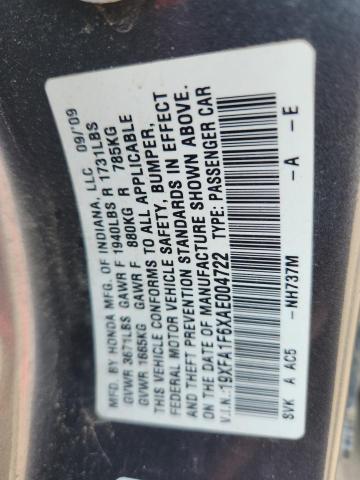 MFD. BY HONDA MFG. OF INDIANA, LLC 09/'09
GVWR 3671LBS GAWR F 1940LBS R 1731LBS
GVWR 1665KG GAWR F 880KG R 785KG
THIS VEHICLE CONFORMS TO ALL APPLICABLE
FEDERAL MOTOR VEHICLE SAFETY, BUMPER,
AND THEFT PREVENTION STANDARDS IN EFFECT
ON THE DATE OF MANUFACTURE SHOWN ABOVE.
V.I.N.:19XFA1F6XAE004722 TYPE: PASSENGER CAR
SVK A AC5 -NH737M -A -E